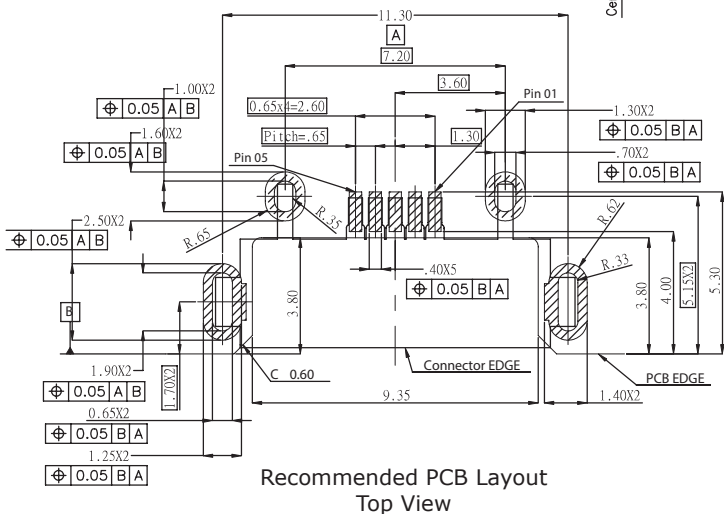 Ce
11.30
A
7.20
1.00X2
⌖ 0.05 A B
3.60
Pin 01
0.65x4=2.60
1.30X2
⌖ 0.05 B A
1.60X2
⌖ 0.05 A B
Pitch=.65
1.30
.70X2
⌖ 0.05 B A
Pin 05
2.50X2
⌖ 0.05 A B
R.65
R.35
R.62
R.33
.40X5
⌖ 0.05 B A
B
3.80
3.80
4.00
5.15X2
5.30
1.70X2
Connector EDGE
1.90X2
⌖ 0.05 A B
C 0.60
PCB EDGE
9.35
1.40X2
0.65X2
⌖ 0.05 B A
1.25X2
⌖ 0.05 B A
Recommended PCB Layout
Top View